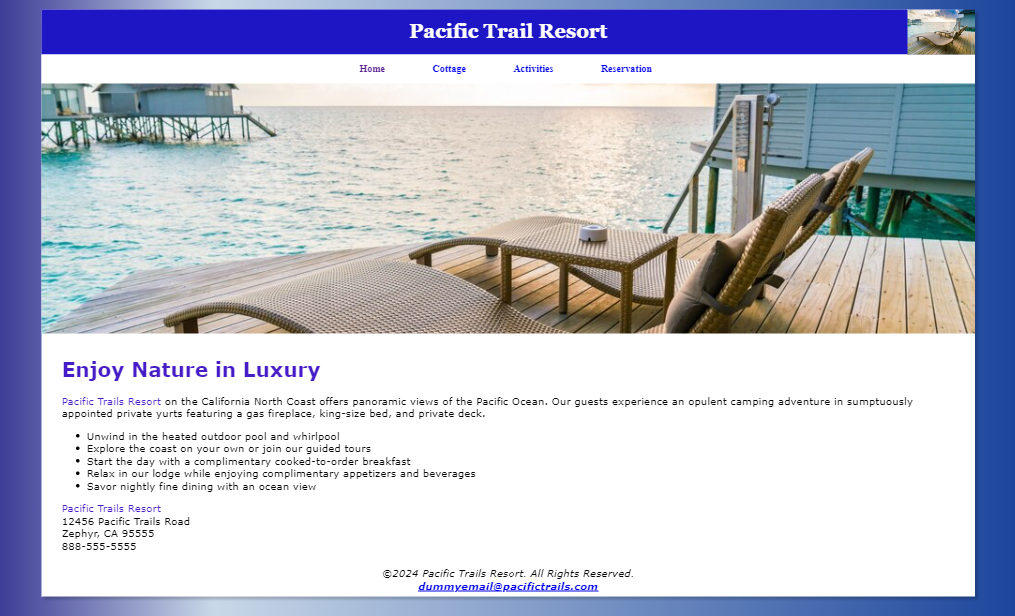 Pacific Trail Resort
Home Cottage Activities Reservation
Enjoy Nature in Luxury
Pacific Trails Resort on the California North Coast offers panoramic views of the Pacific Ocean. Our guests experience an opulent camping adventure in sumptuously
appointed private yurts featuring a gas fireplace, king-size bed, and private deck.
• Unwind in the heated outdoor pool and whirlpool
• Explore the coast on your own or join our guided tours
• Start the day with a complimentary cooked-to-order breakfast
• Relax in our lodge while enjoying complimentary appetizers and beverages
• Savor nightly fine dining with an ocean view
Pacific Trails Resort
12456 Pacific Trails Road
Zephyr, CA 95555
888-555-5555
©2024 Pacific Trails Resort. All Rights Reserved.
dummyemail@pacifictrails.com